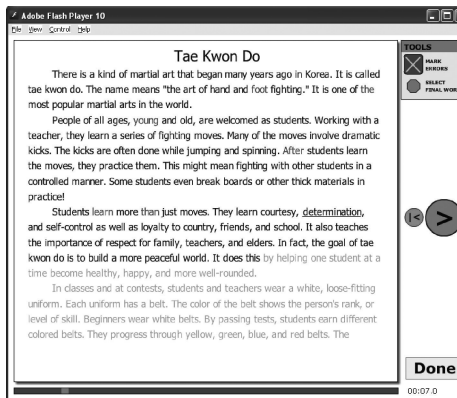 Adobe Flash Player 10
File View Control Help
Tae Kwon Do
There is a kind of martial art that began many years ago in Korea. It is called
tae kwon do. The name means "the art of hand and foot fighting." It is one of the
most popular martial arts in the world.
People of all ages, young and old, are welcomed as students. Working with a
teacher, they learn a series of fighting moves. Many of the moves involve dramatic
kicks. The kicks are often done while jumping and spinning. After students learn
the moves, they practice them. This might mean fighting with other students in a
controlled manner. Some students even break boards or other thick materials in
practice!
Students learn more than just moves. They learn courtesy, determination,
and self-control as well as loyalty to country, friends, and school. It also teaches
the importance of respect for family, teachers, and elders. In fact, the goal of tae
kwon do is to build a more peaceful world. It does this by helping one student at a
time become healthy, happy, and more well-rounded.
In classes and at contests, students and teachers wear a white, loose-fitting
uniform. Each uniform has a belt. The color of the belt shows the person's rank, or
level of skill. Beginners wear white belts. By passing tests, students earn different
colored belts. They progress through yellow, green, blue, and red belts. The
TOOLS
MARK
ERRORS
SELECT
FINAL WOR
|<
>
Done
00:07.0